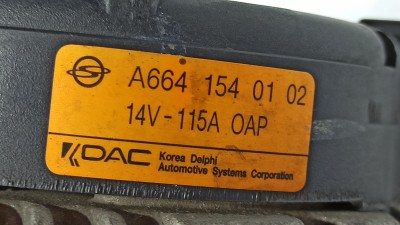 A664 154 01 02
14V-115A OAP
KDAC Korea Delphi
Automotive Systems Corporation